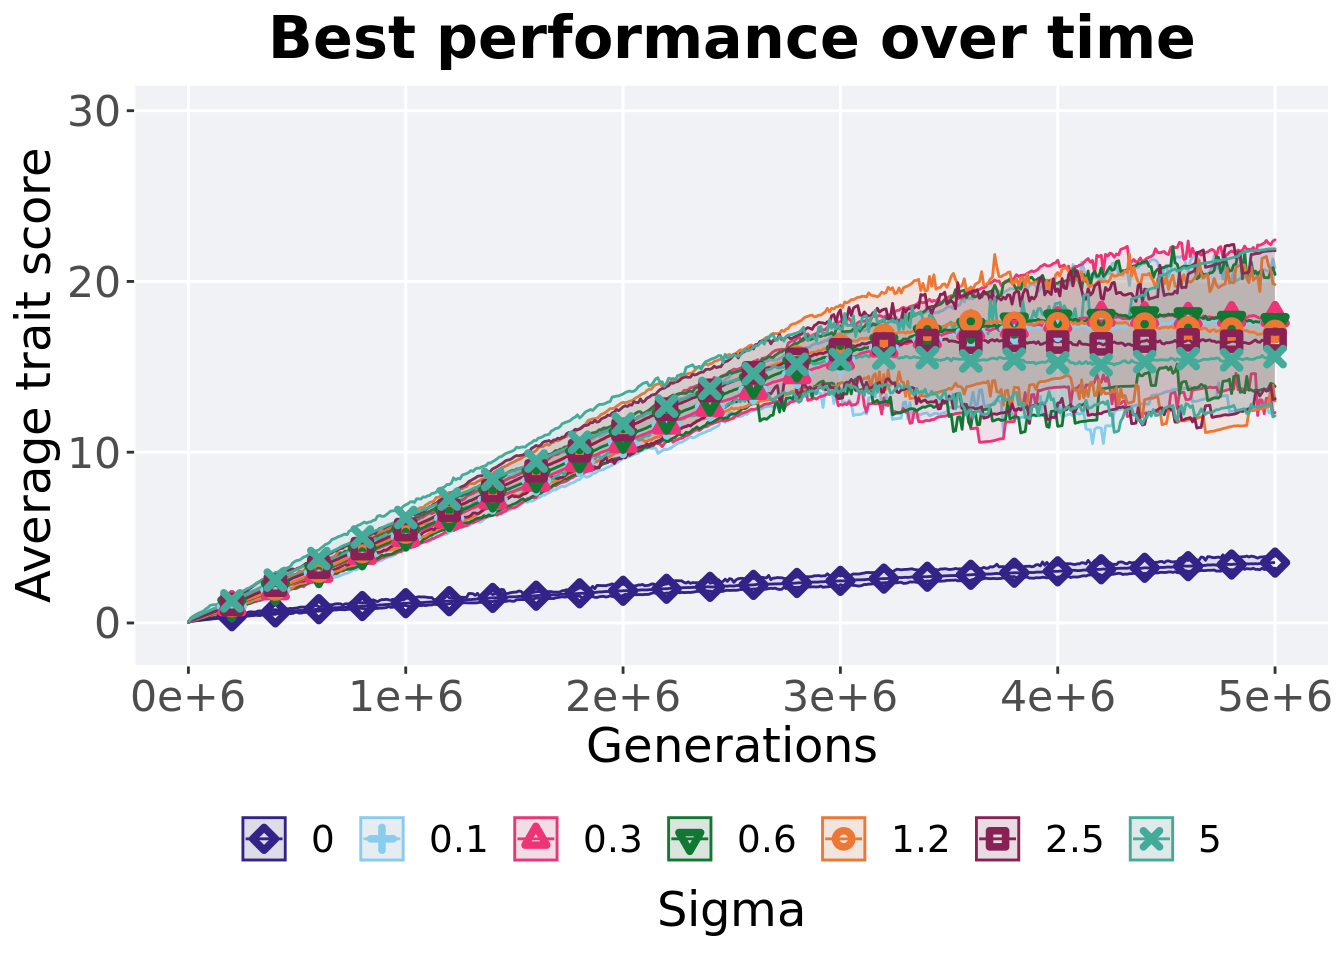 Best performance over time
Average trait score
30
20
10
0
0e+6 1e+6 2e+6 3e+6 4e+6 5e+6
Generations
0 0.1 0.3 0.6 1.2 2.5 5
Sigma